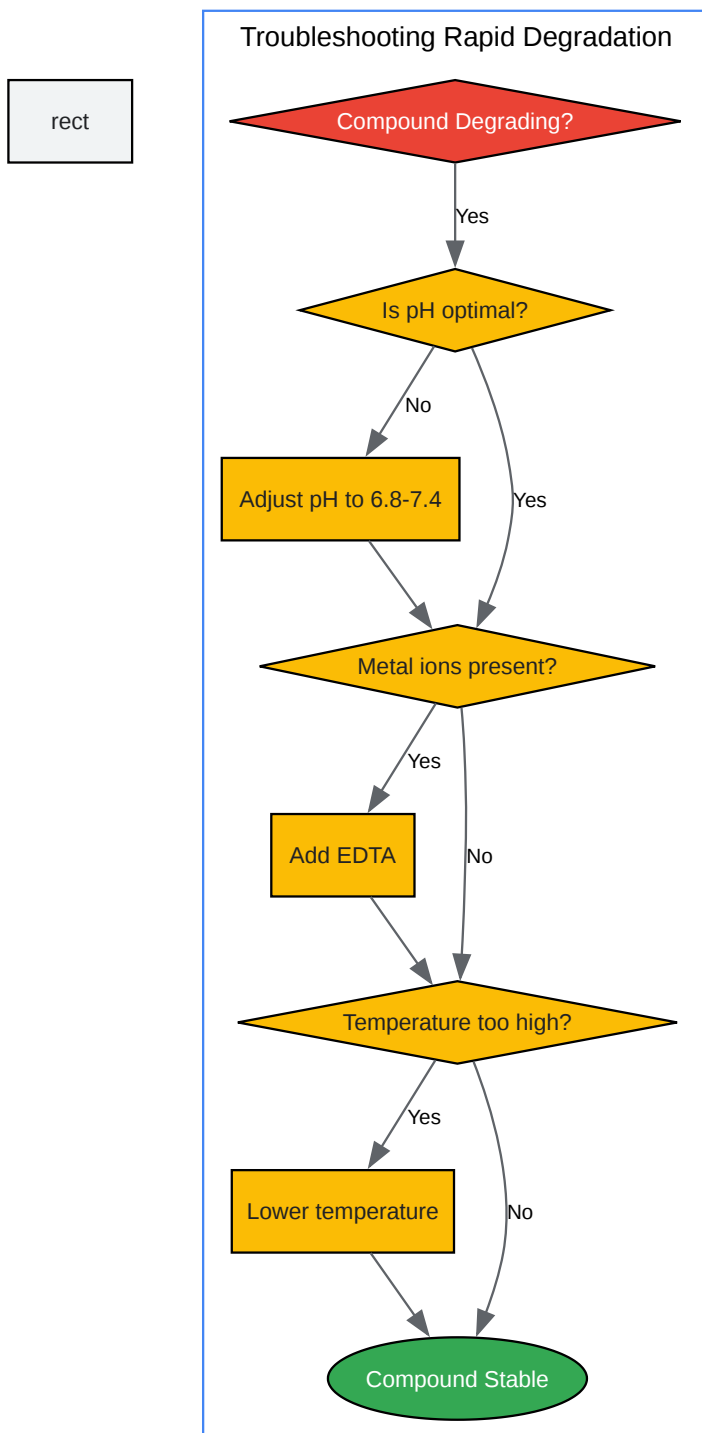 Troubleshooting Rapid Degradation
rect
Compound Degrading?
Yes
Is pH optimal?
No
Adjust pH to 6.8-7.4
Yes
Metal ions present?
Yes
Add EDTA
No
Temperature too high?
Yes
Lower temperature
No
Compound Stable